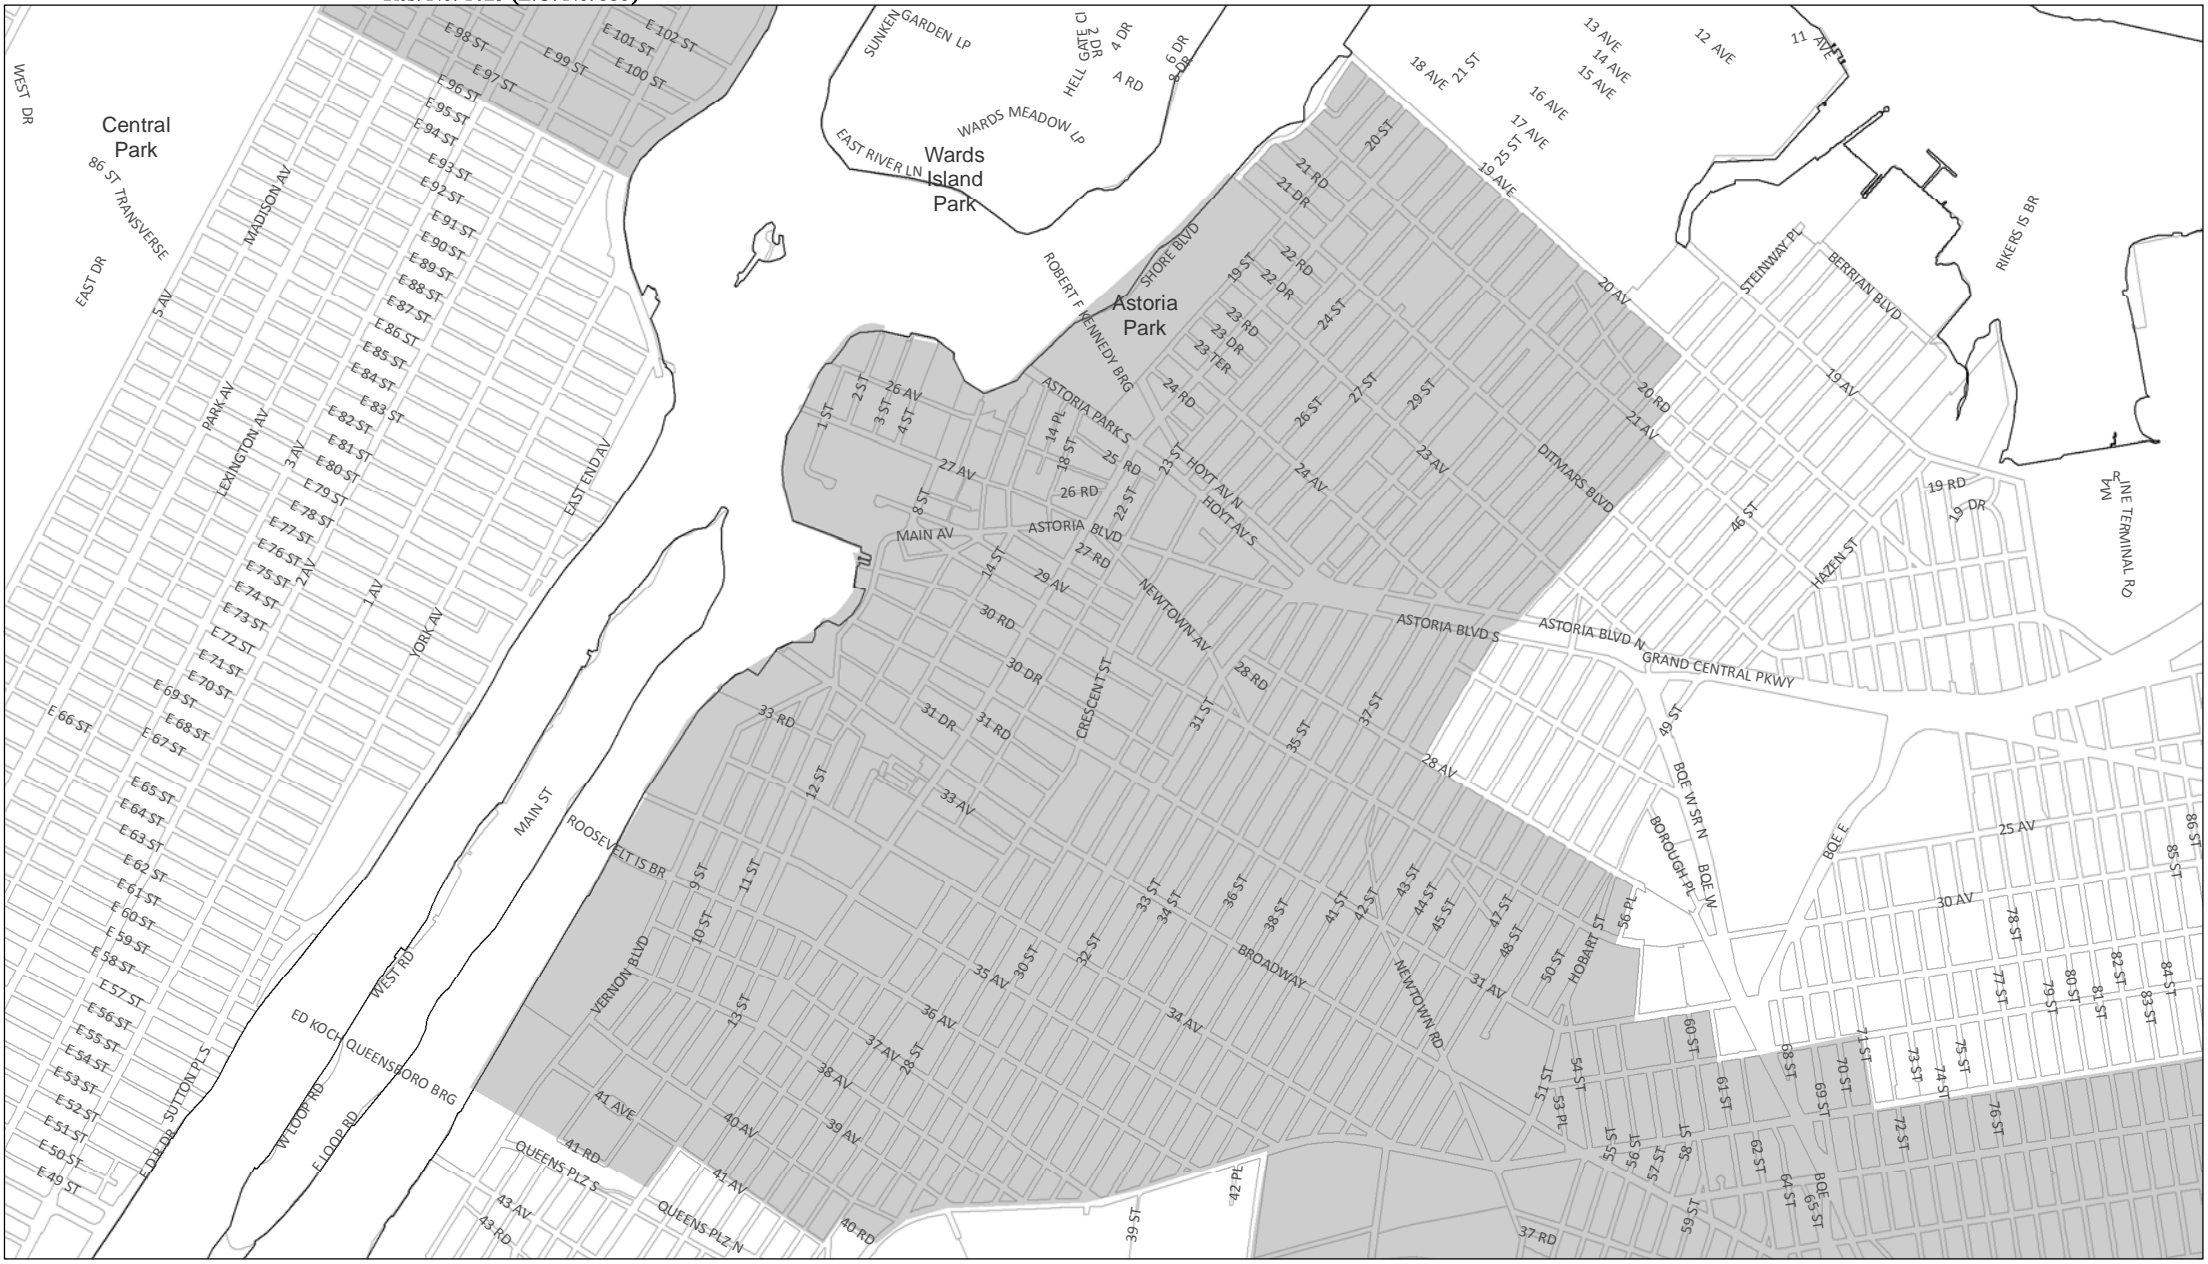 WEST DR
Central
Park
86 ST TRANSVERSE
EAST DR
5 AV
MADISON AV
PARK AV
LEXINGTON AV
3 AV
2 AV
1 AV
YORK AV
EAST END AV
E 98 ST
E 102 ST
E 101 ST
E 99 ST
E 100 ST
E 97 ST
E 96 ST
E 95 ST
E 94 ST
E 93 ST
E 92 ST
E 91 ST
E 90 ST
E 89 ST
E 88 ST
E 87 ST
E 86 ST
E 85 ST
E 84 ST
E 83 ST
E 82 ST
E 81 ST
E 80 ST
E 79 ST
E 78 ST
E 77 ST
E 76 ST
E 75 ST
E 74 ST
E 73 ST
E 72 ST
E 71 ST
E 70 ST
E 69 ST
E 68 ST
E 67 ST
E 66 ST
E 65 ST
E 64 ST
E 63 ST
E 62 ST
E 61 ST
E 60 ST
E 59 ST
E 58 ST
E 57 ST
E 56 ST
E 55 ST
E 54 ST
E 53 ST
E 52 ST
E 51 ST
E 50 ST
E 49 ST
SUTTON PL S
F D R DR
ED KOCH QUEENSBORO BRG
WEST RD
MAIN ST
W LOOP RD
E LOOP RD
ROOSEVELT IS BR
SUNKEN
GARDEN LP
HELL GATE CI
2 DR
4 DR
6 DR
8 DR
A RD
WARDS MEADOW LP
EAST RIVER LN
Wards
Island
Park
ROBERT F KENNEDY BRG
SHORE BLVD
Astoria
Park
13 AVE
14 AVE
15 AVE
12 AVE
11 AVE
18 AVE
21 ST
16 AVE
17 AVE
25 ST
19 AVE
20 ST
21 RD
21 DR
22 RD
19 ST
22 DR
23 RD
23 DR
23 TER
24 ST
24 RD
26 ST
27 ST
29 ST
20 AV
20 RD
21 AV
23 AV
24 AV
DITMARS BLVD
STEINWAY PL
BERRIAN BLVD
RIKERS IS BR
19 AV
19 RD
19 DR
46 ST
HAZEN ST
INE TERMINAL RD
1 ST
2 ST
3 ST
4 ST
26 AV
27 AV
8 ST
MAIN AV
ASTORIA PARK S
14 PL
18 ST
25 RD
26 RD
23 ST
22 ST
HOYT AV N
HOYT AV S
ASTORIA BLVD
27 RD
14 ST
29 AV
NEWTOWN AV
30 RD
30 DR
CRESCENT ST
28 RD
31 ST
35 ST
37 ST
ASTORIA BLVD S
ASTORIA BLVD N
GRAND CENTRAL PKWY
28 AV
49 ST
BQE W SR N
BQE W
BQE E
BOROUGH PL
25 AV
86 ST
85 ST
30 AV
78 ST
77 ST
79 ST
80 ST
81 ST
82 ST
83 ST
84 ST
33 RD
31 DR
31 RD
12 ST
33 AV
9 ST
11 ST
10 ST
VERNON BLVD
13 ST
33 ST
34 ST
36 ST
38 ST
41 ST
42 ST
43 ST
44 ST
45 ST
47 ST
48 ST
50 ST
HOBART ST
56 PL
30 ST
32 ST
35 AV
36 AV
37 AV
28 ST
38 AV
39 AV
40 AV
34 AV
BROADWAY
31 AV
NEWTOWN RD
51 ST
54 ST
53 PL
60 ST
61 ST
68 ST
69 ST
70 ST
71 ST
73 ST
74 ST
75 ST
76 ST
72 ST
55 ST
56 ST
57 ST
58 ST
59 ST
62 ST
64 ST
65 ST
BQE
37 RD
41 AVE
41 RD
QUEENS PLZ S
QUEENS PLZ N
43 AV
43 RD
41 AV
40 RD
39 ST
42 PL